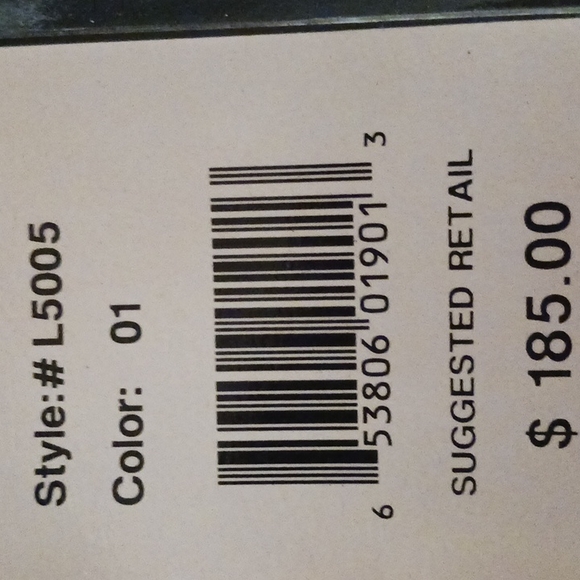 Style:# L5005
Color: 01
6 53806 01901 3
SUGGESTED RETAIL
$ 185.00